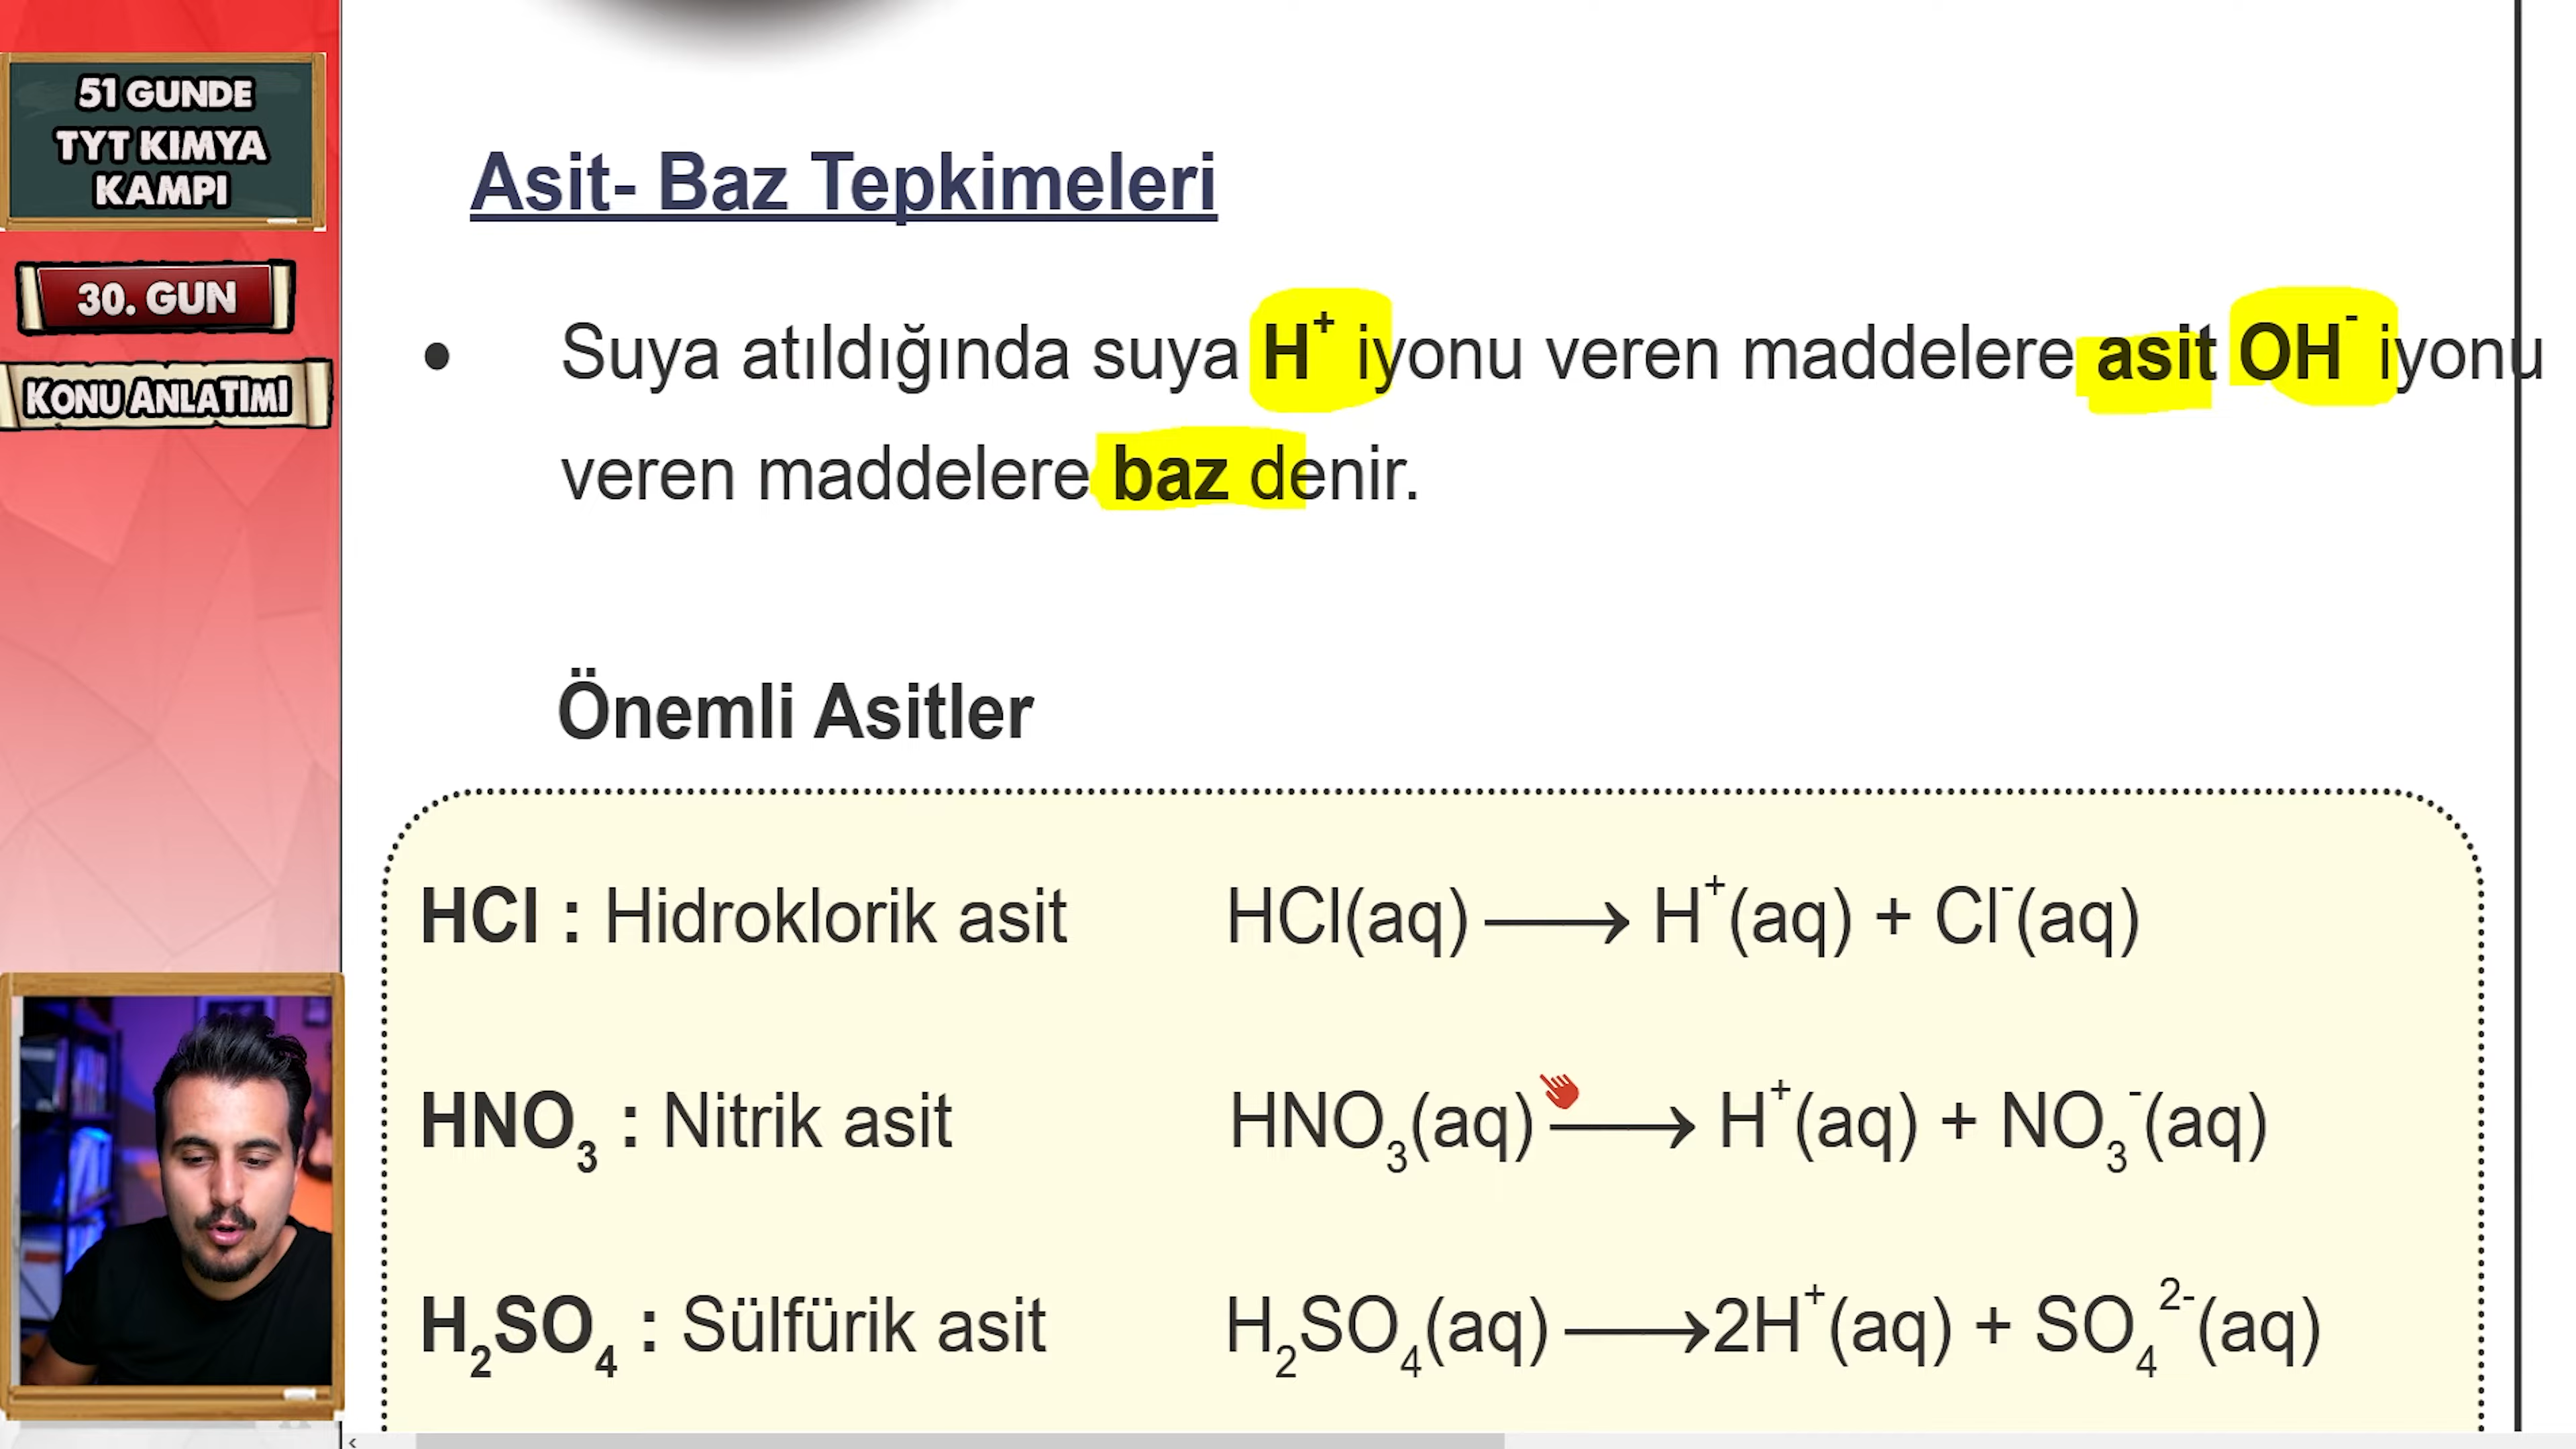 51 GUNDE
TYT KIMYA
KAMPI
30. GUN
KONU ANLATIMI
Asit- Baz Tepkimeleri
• Suya atıldığında suya H⁺ iyonu veren maddelere asit OH⁻ iyonu
veren maddelere baz denir.
Önemli Asitler
HCl : Hidroklorik asit HCl(aq) ⟶ H⁺(aq) + Cl⁻(aq)
HNO₃ : Nitrik asit HNO₃(aq) ⟶ H⁺(aq) + NO₃⁻(aq)
H₂SO₄ : Sülfürik asit H₂SO₄(aq) ⟶2H⁺(aq) + SO₄²⁻(aq)